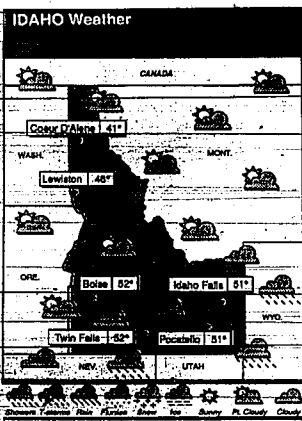 IDAHO Weather
CANADA
Coeur D'Alene 41°
WASH.
MONT.
Lewiston 46°
ORE.
Boise 52°
Idaho Falls 51°
WYO.
Twin Falls 52°
Pocatello 51°
NEV.
UTAH
Showers T-storms Rain Flurries Snow Ice Sunny Pt. Cloudy Cloudy